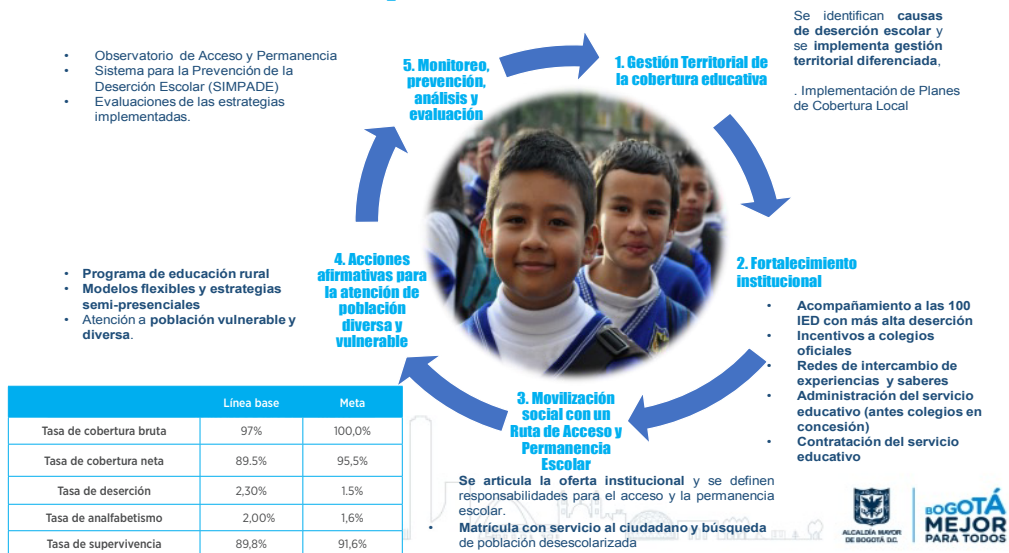 Se identifican causas
de deserción escolar y
se implementa gestión
territorial diferenciada,
. Implementación de Planes
de Cobertura Local
1. Gestión Territorial de
la cobertura educativa
2. Fortalecimiento
institucional
• Acompañamiento a las 100
IED con más alta deserción
• Incentivos a colegios
oficiales
• Redes de intercambio de
experiencias y saberes
• Administración del servicio
educativo (antes colegios en
concesión)
• Contratación del servicio
educativo
3. Movilización
social con un
Ruta de Acceso y
Permanencia
Escolar
Se articula la oferta institucional y se definen
responsabilidades para el acceso y la permanencia
escolar.
• Matrícula con servicio al ciudadano y búsqueda
de población desescolarizada
4. Acciones
afirmativas para
la atención de
población
diversa y
vulnerable
• Programa de educación rural
• Modelos flexibles y estrategias
semi-presenciales
• Atención a población vulnerable y
diversa.
5. Monitoreo,
prevención,
análisis y
evaluación
• Observatorio de Acceso y Permanencia
• Sistema para la Prevención de la
Deserción Escolar (SIMPADE)
• Evaluaciones de las estrategias
implementadas.
Línea base Meta
Tasa de cobertura bruta 97% 100,0%
Tasa de cobertura neta 89.5% 95,5%
Tasa de deserción 2,30% 1.5%
Tasa de analfabetismo 2,00% 1,6%
Tasa de supervivencia 89,8% 91,6%
ALCALDÍA MAYOR
DE BOGOTÁ D.C.
BOGOTÁ
MEJOR
PARA TODOS